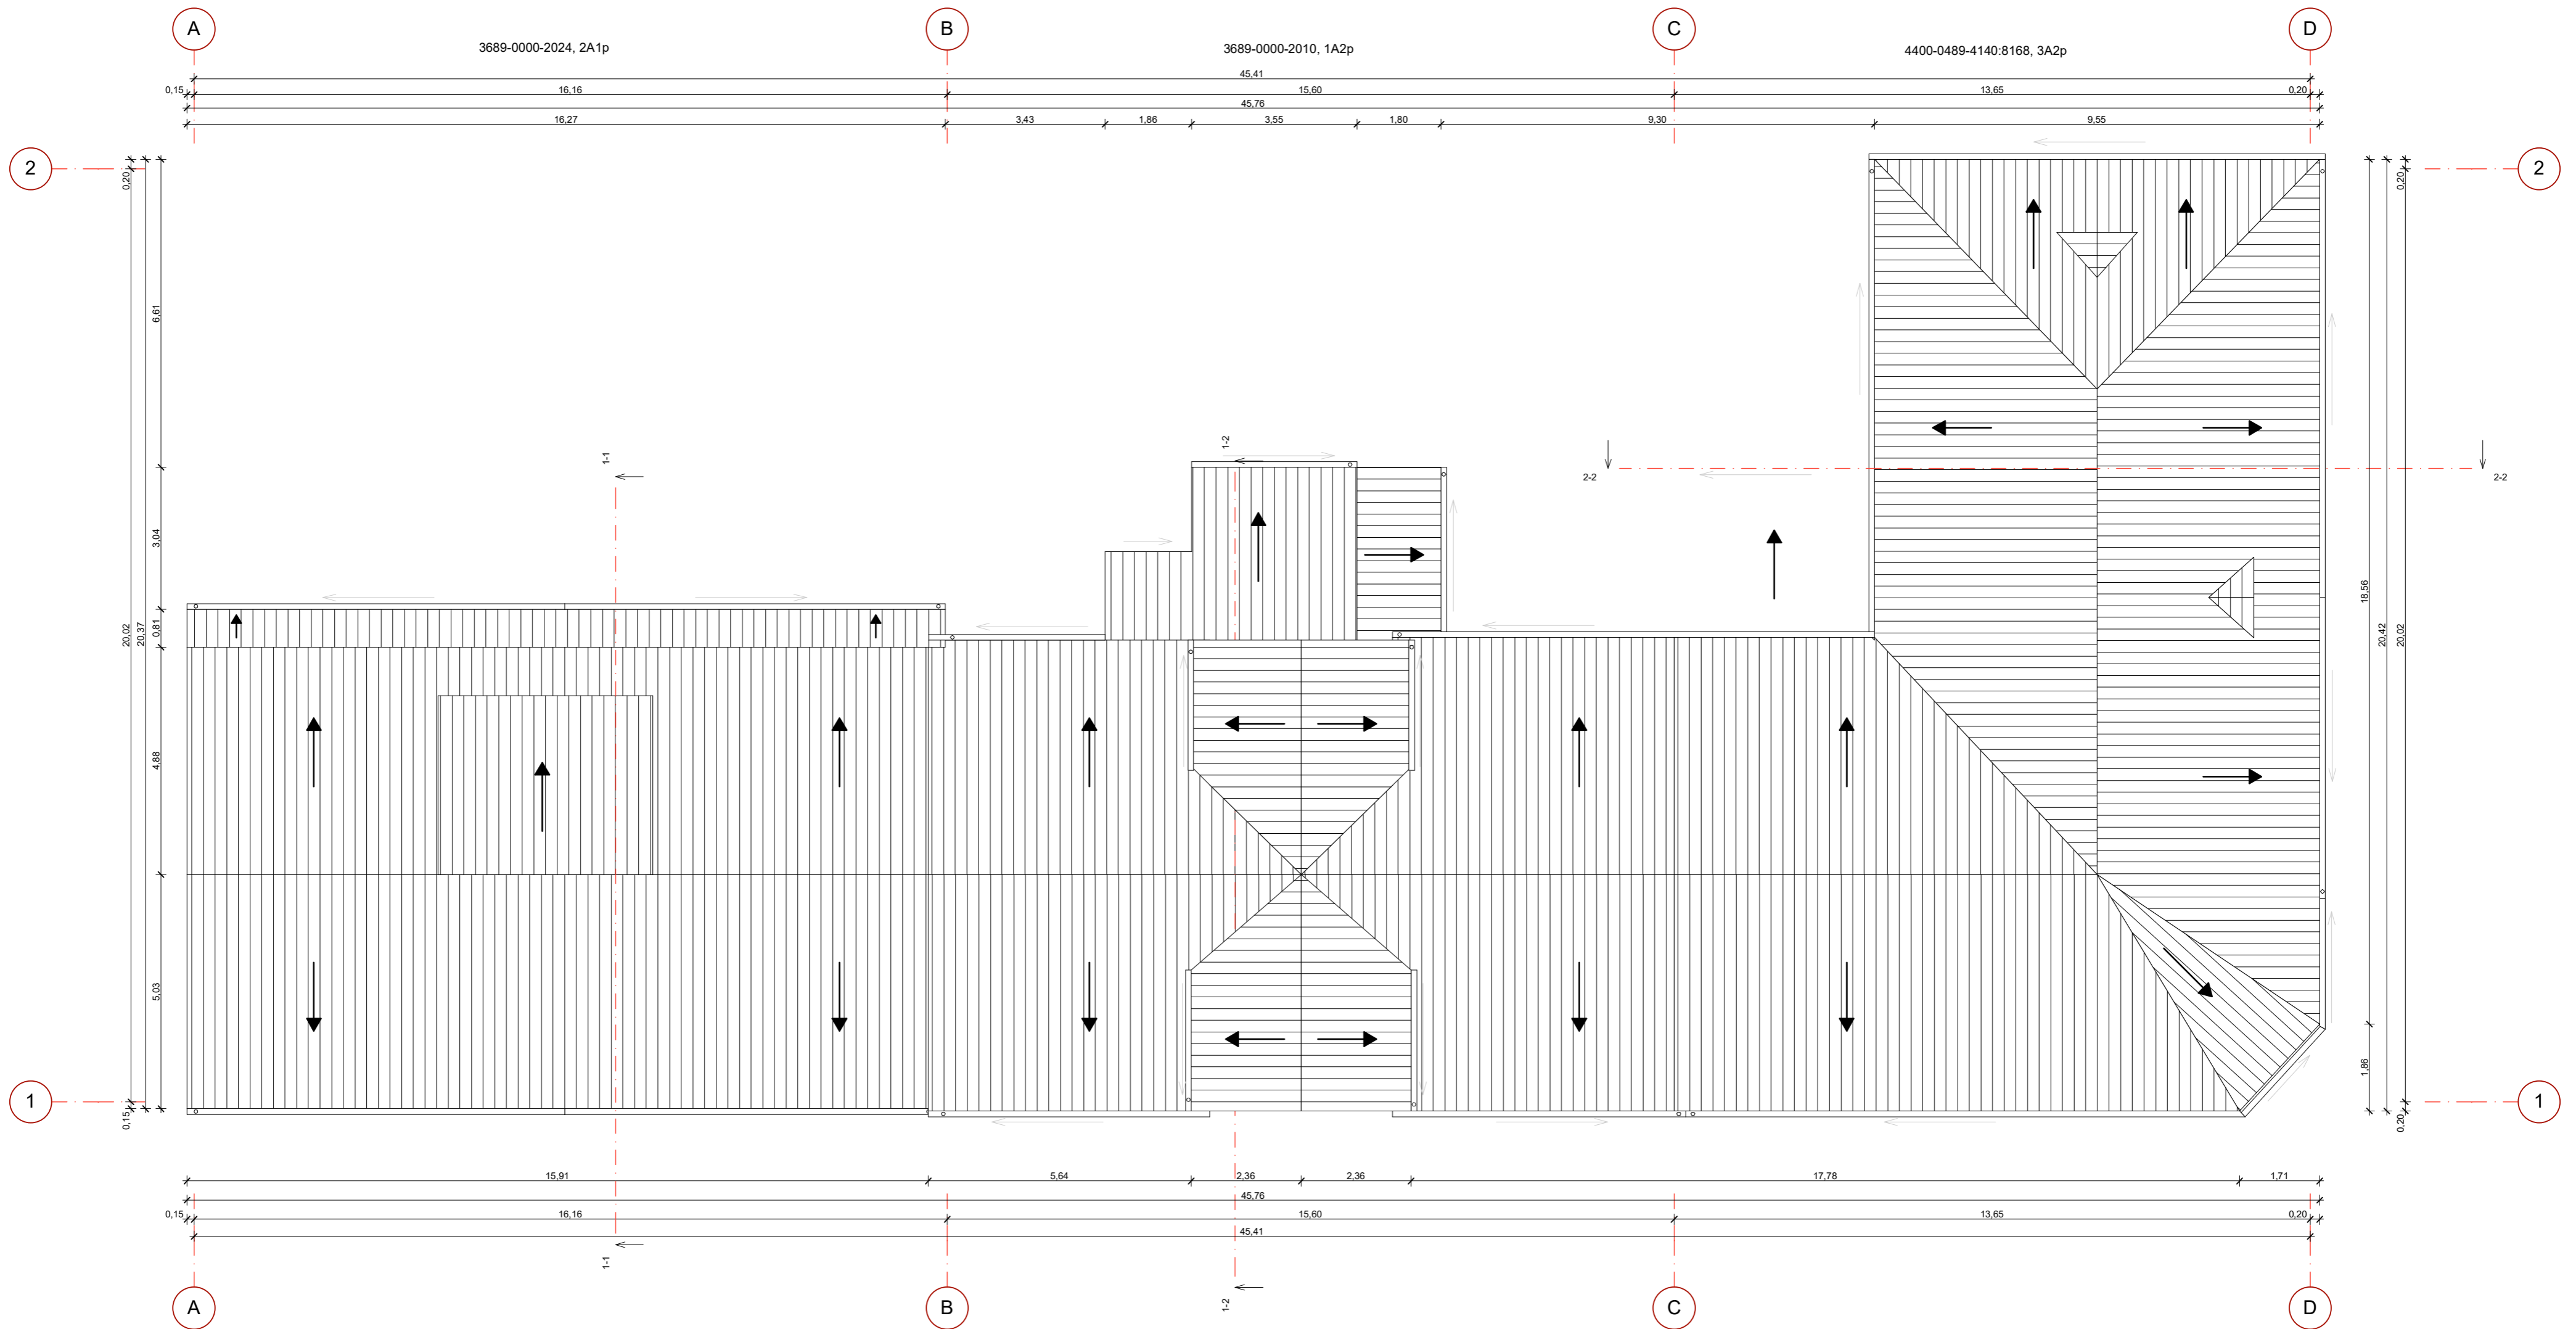 A B C D
3689-0000-2024, 2A1p 3689-0000-2010, 1A2p 4400-0489-4140:8168, 3A2p
45,41
0,15 16,16 15,60 13,65 0,20
45,76
16,27 3,43 1,86 3,55 1,80 9,30 9,55
2 2
0,20 0,20
6,61
1-1 1-2
2-2 2-2
3,04
18,56
20,02 20,37 0,81 20,42 20,02
4,88
5,03
1,86
1 1
0,15 0,20
15,91 5,64 2,36 2,36 17,78 1,71
45,76
0,15 16,16 15,60 13,65 0,20
45,41
1-1
1-2
A B C D